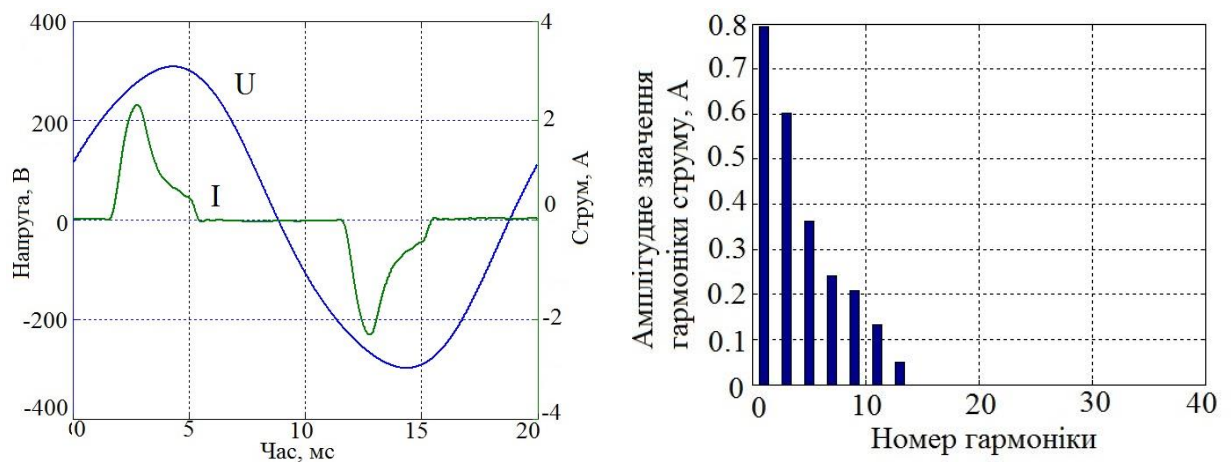 400
200
0
-200
-400
Напруга, В
U
I
4
2
0
-2
-4
Струм, А
0 5 10 15 20
Час, мс
0.8
0.7
0.6
0.5
0.4
0.3
0.2
0.1
0
Амплітудне значення
гармоніки струму, А
0 10 20 30 40
Номер гармоніки